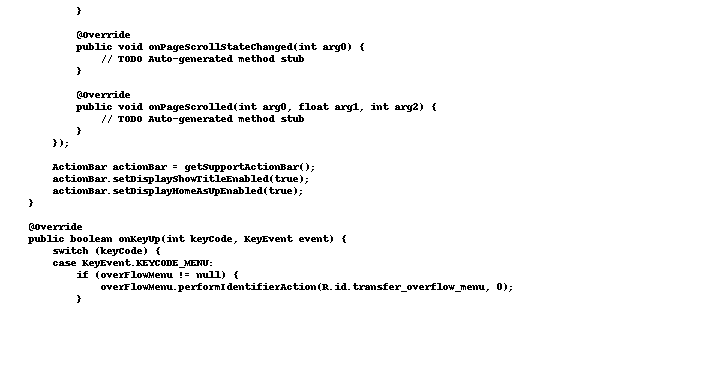 }
@Override
public void onPageScrollStateChanged(int arg0) {
// TODO Auto-generated method stub
}
@Override
public void onPageScrolled(int arg0, float arg1, int arg2) {
// TODO Auto-generated method stub
}
});
ActionBar actionBar = getSupportActionBar();
actionBar.setDisplayShowTitleEnabled(true);
actionBar.setDisplayHomeAsUpEnabled(true);
}
@Override
public boolean onKeyUp(int keyCode, KeyEvent event) {
switch (keyCode) {
case KeyEvent.KEYCODE_MENU:
if (overFlowMenu != null) {
overFlowMenu.performIdentifierAction(R.id.transfer_overflow_menu, 0);
}